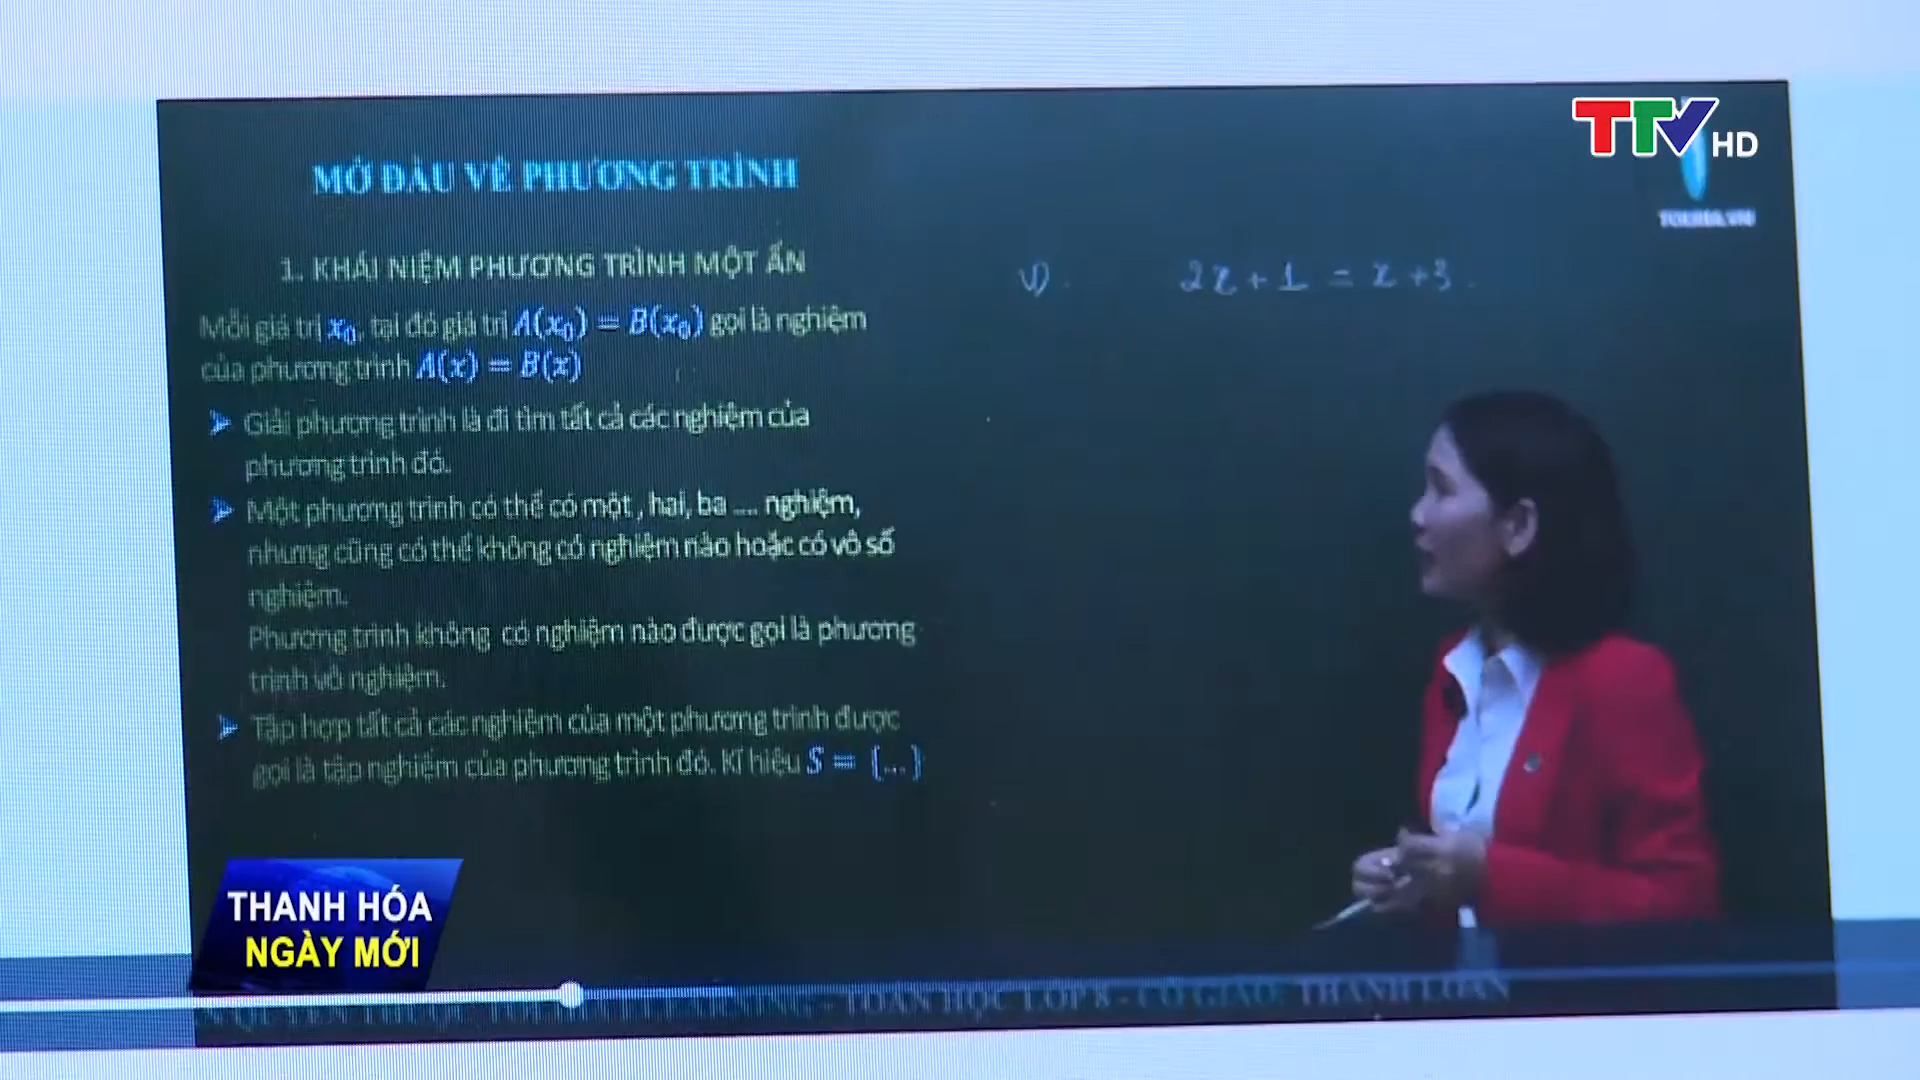 TTV HD
MỞ ĐẦU VỀ PHƯƠNG TRÌNH
1. KHÁI NIỆM PHƯƠNG TRÌNH MỘT ẨN
Mỗi giá trị x₀, tại đó giá trị A(x₀) = B(x₀) gọi là nghiệm
của phương trình A(x) = B(x)
➢ Giải phương trình là đi tìm tất cả các nghiệm của
phương trình đó.
➢ Một phương trình có thể có một , hai, ba ... nghiệm,
nhưng cũng có thể không có nghiệm nào hoặc có vô số
nghiệm.
Phương trình không có nghiệm nào được gọi là phương
trình vô nghiệm.
➢ Tập hợp tất cả các nghiệm của một phương trình được
gọi là tập nghiệm của phương trình đó. Kí hiệu S = {...}
2x + 1 = x + 3.
THANH HÓA
NGÀY MỚI
- TOÁN HỌC LỚP 8 - CÔ GIÁO: THANH LOAN